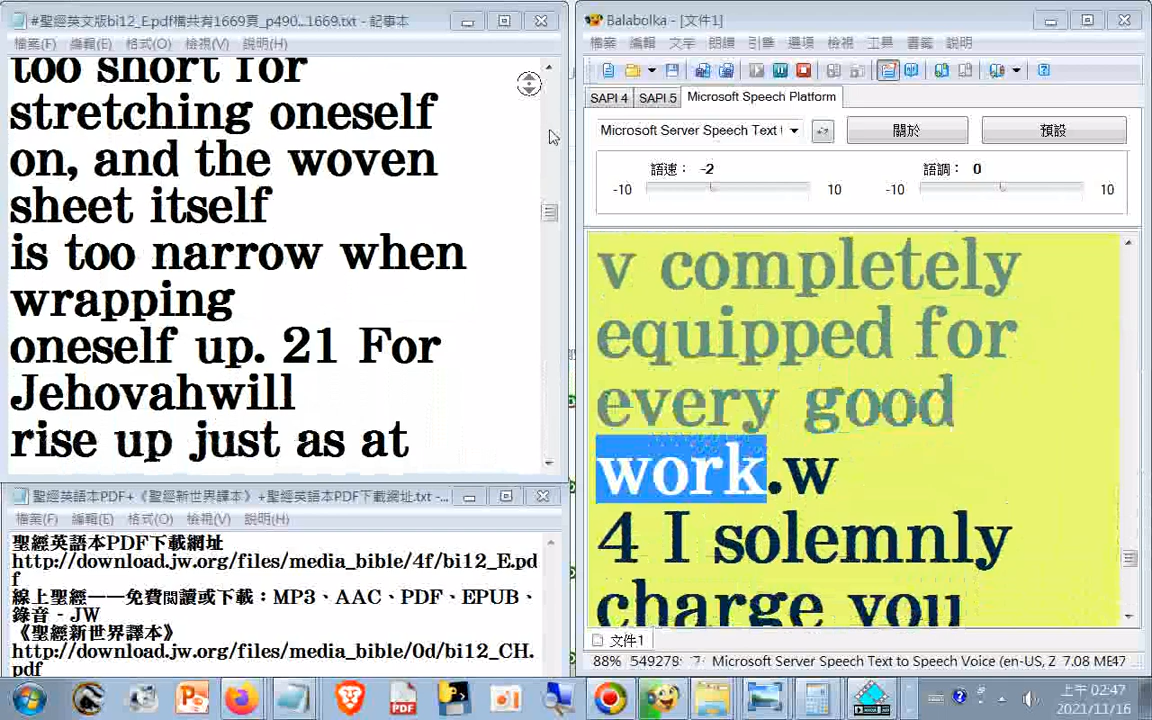 #聖經英文版bi12_E.pdf檔共有1669頁_p490...1669.txt - 記事本
檔案(F) 編輯(E) 格式(O) 檢視(V) 說明(H)
too short for
stretching oneself
on, and the woven
sheet itself
is too narrow when
wrapping
oneself up. 21 For
Jehovahwill
rise up just as at
聖經英語本PDF+《聖經新世界譯本》+聖經英語本PDF下載網址.txt - ...
檔案(F) 編輯(E) 格式(O) 檢視(V) 說明(H)
聖經英語本PDF下載網址
http://download.jw.org/files/media_bible/4f/bi12_E.pd
f
線上聖經——免費閱讀或下載：MP3、AAC、PDF、EPUB、
錄音 - JW
《聖經新世界譯本》
http://download.jw.org/files/media_bible/0d/bi12_CH.
pdf
Balabolka - [文件1]
檔案 編輯 文字 朗讀 引擎 選項 檢視 工具 書籤 說明
SAPI 4 SAPI 5 Microsoft Speech Platform
Microsoft Server Speech Text 關於 預設
語速： -2 語調： 0
-10 10 -10 10
v completely
equipped for
every good
work.w
4 I solemnly
charge you
文件1
88% 549278 Microsoft Server Speech Text to Speech Voice (en-US, Z 7.08 ME47
PDF
上午 02:47
2021/11/16